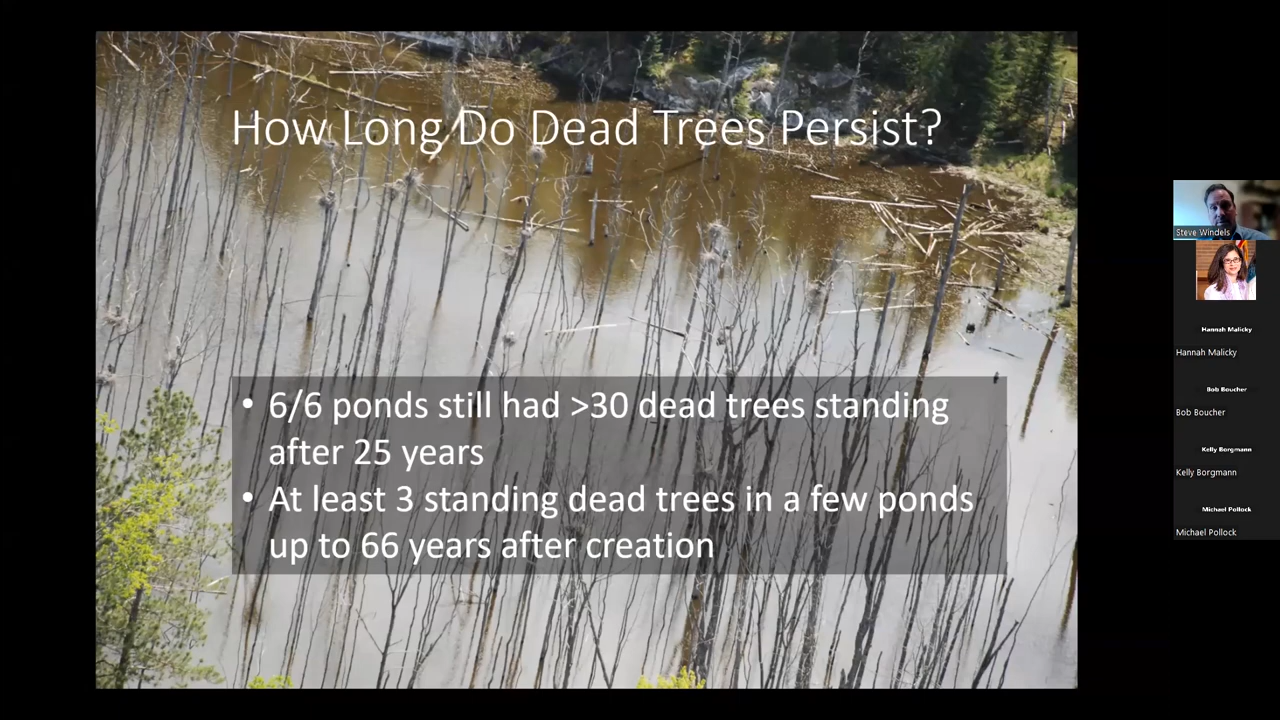 How Long Do Dead Trees Persist?
• 6/6 ponds still had >30 dead trees standing
after 25 years
• At least 3 standing dead trees in a few ponds
up to 66 years after creation
Steve Windels
Hannah Malicky
Hannah Malicky
Bob Boucher
Bob Boucher
Kelly Borgmann
Kelly Borgmann
Michael Pollock
Michael Pollock